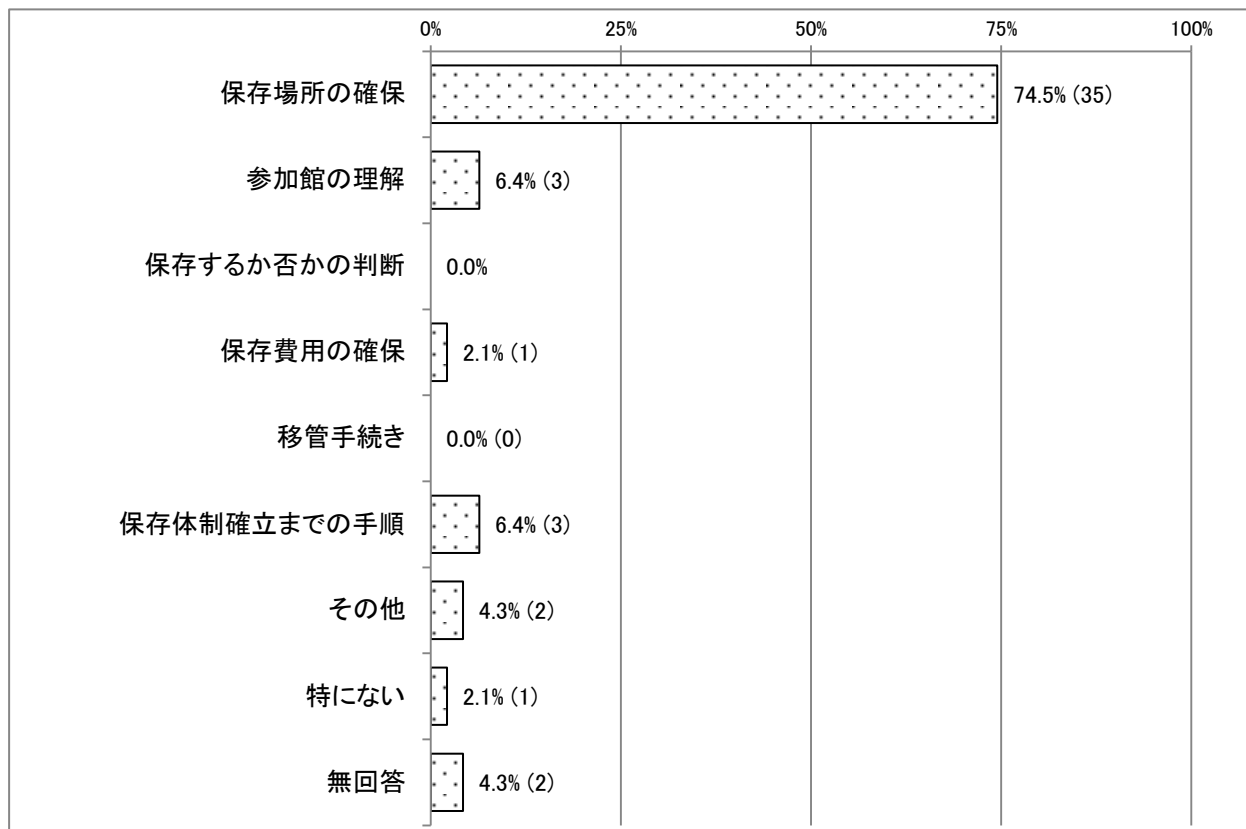 0% 25% 50% 75% 100%
保存場所の確保 74.5% (35)
参加館の理解 6.4% (3)
保存するか否かの判断 0.0%
保存費用の確保 2.1% (1)
移管手続き 0.0% (0)
保存体制確立までの手順 6.4% (3)
その他 4.3% (2)
特にない 2.1% (1)
無回答 4.3% (2)